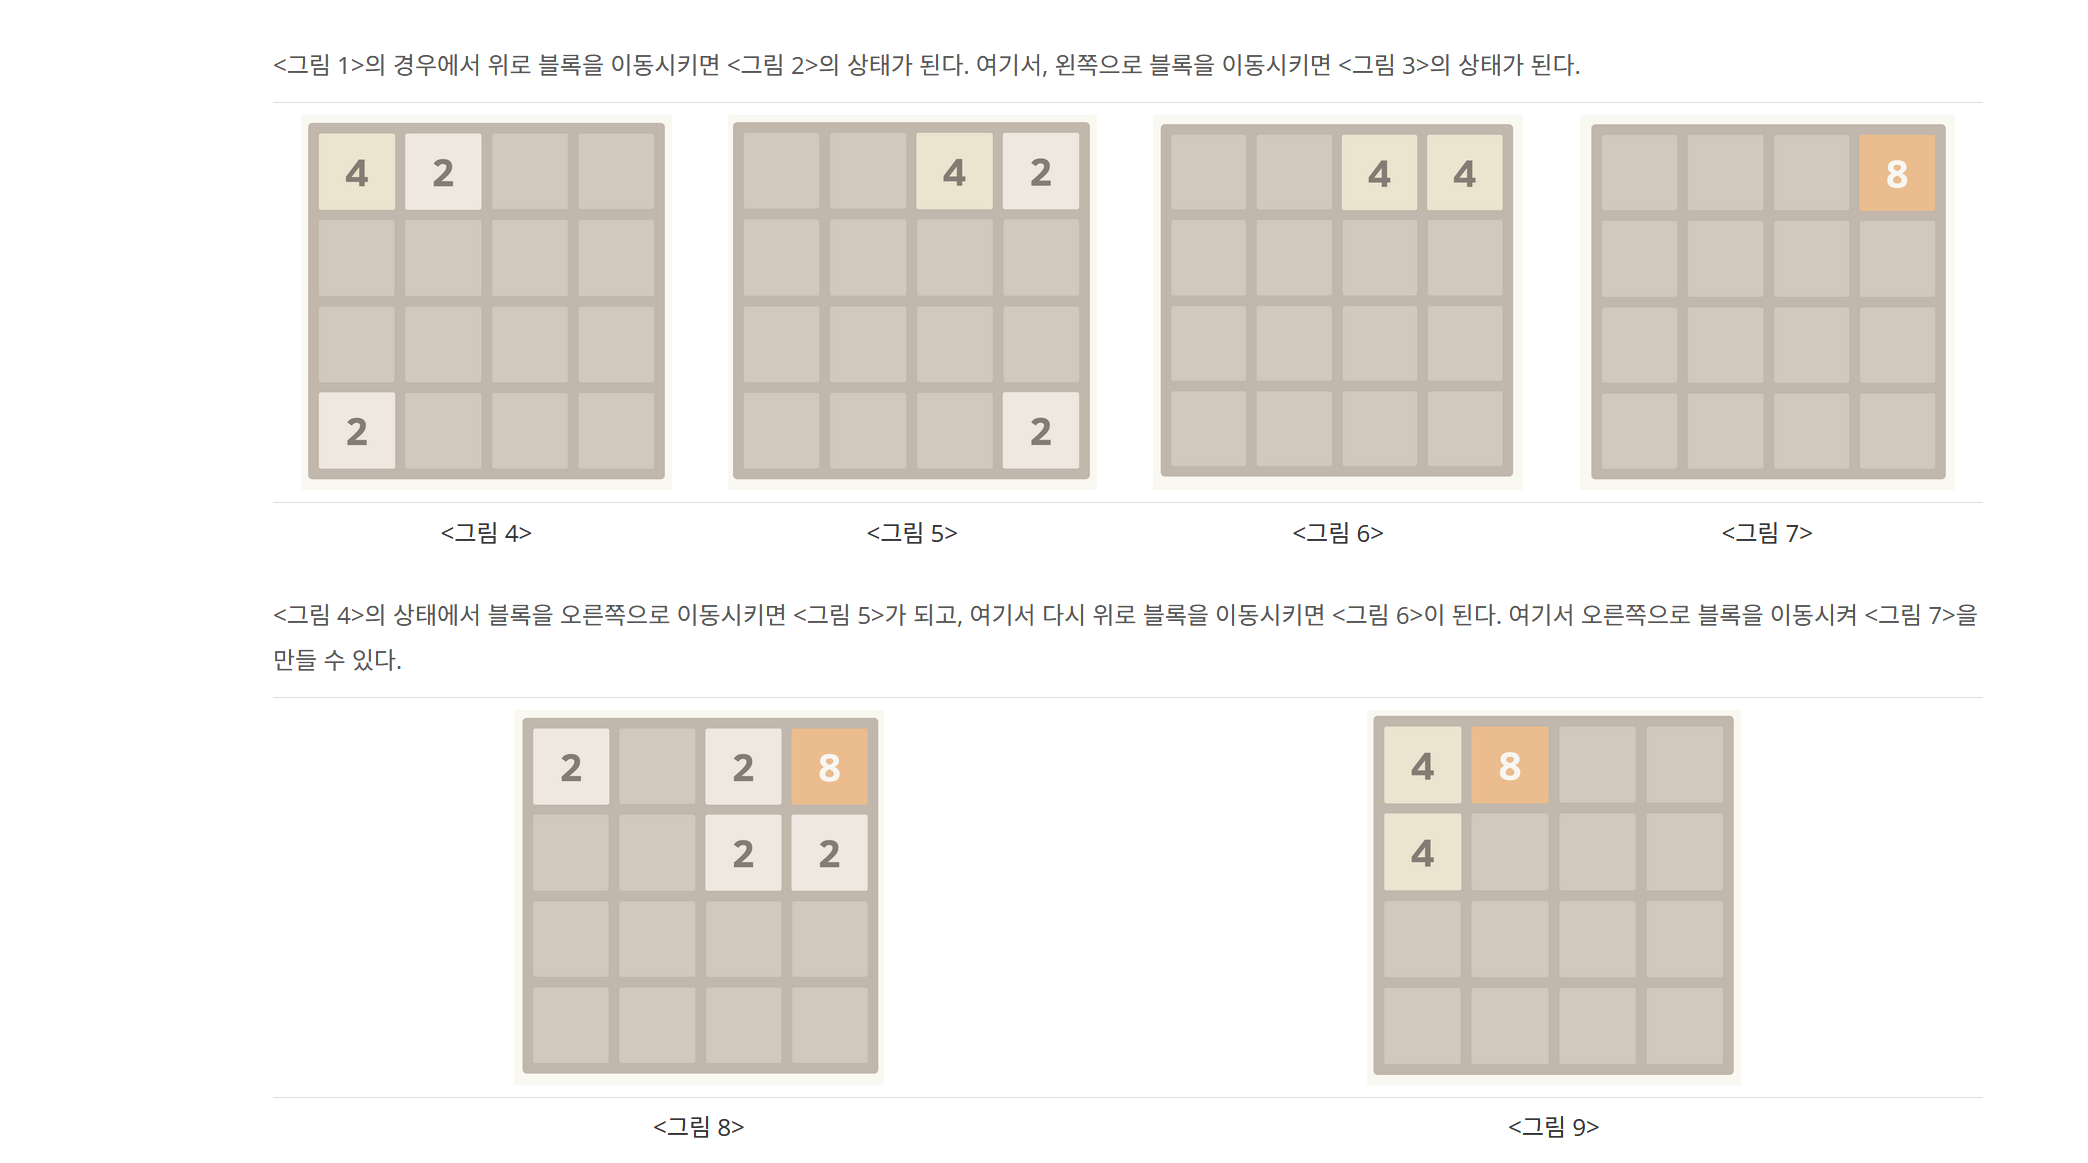 <그림 1>의 경우에서 위로 블록을 이동시키면 <그림 2>의 상태가 된다. 여기서, 왼쪽으로 블록을 이동시키면 <그림 3>의 상태가 된다.
4 2
2
4 2
2
4 4
8
<그림 4> <그림 5> <그림 6> <그림 7>
<그림 4>의 상태에서 블록을 오른쪽으로 이동시키면 <그림 5>가 되고, 여기서 다시 위로 블록을 이동시키면 <그림 6>이 된다. 여기서 오른쪽으로 블록을 이동시켜 <그림 7>을
만들 수 있다.
2 2 8
2 2
4 8
4
<그림 8> <그림 9>